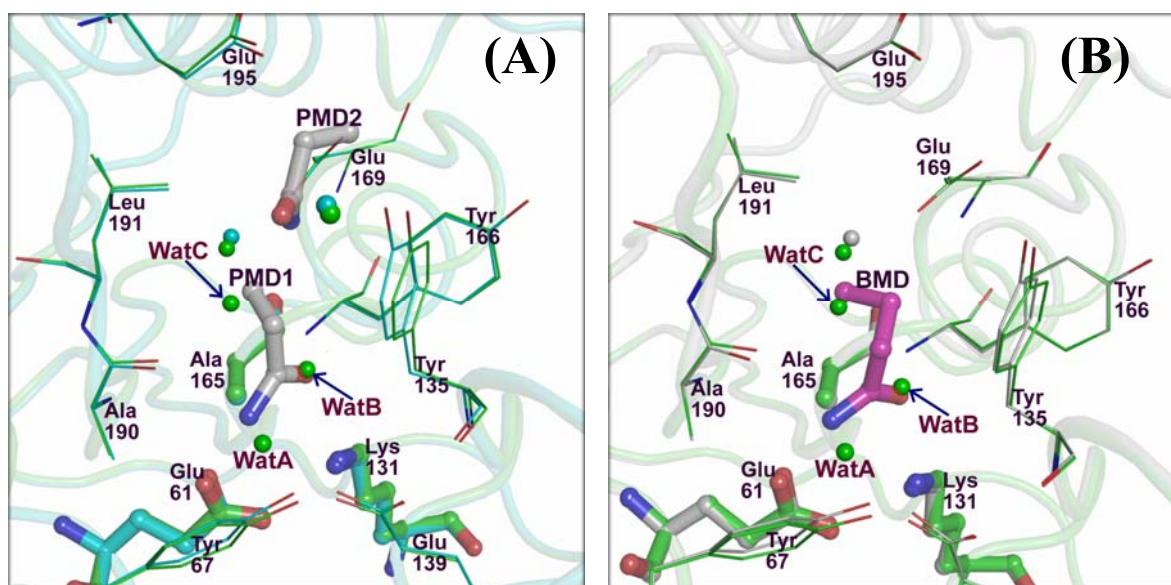 (A)
Glu
195
PMD2
Glu
169
Leu
191
Tyr
166
WatC
PMD1
Ala
165
Tyr
135
WatB
Ala
190
WatA
Lys
131
Glu
61
Tyr
67
Glu
139
(B)
Glu
195
Glu
169
Leu
191
WatC
BMD
Tyr
166
Ala
165
Ala
190
Tyr
135
WatB
WatA
Glu
61
Lys
131
Tyr
67